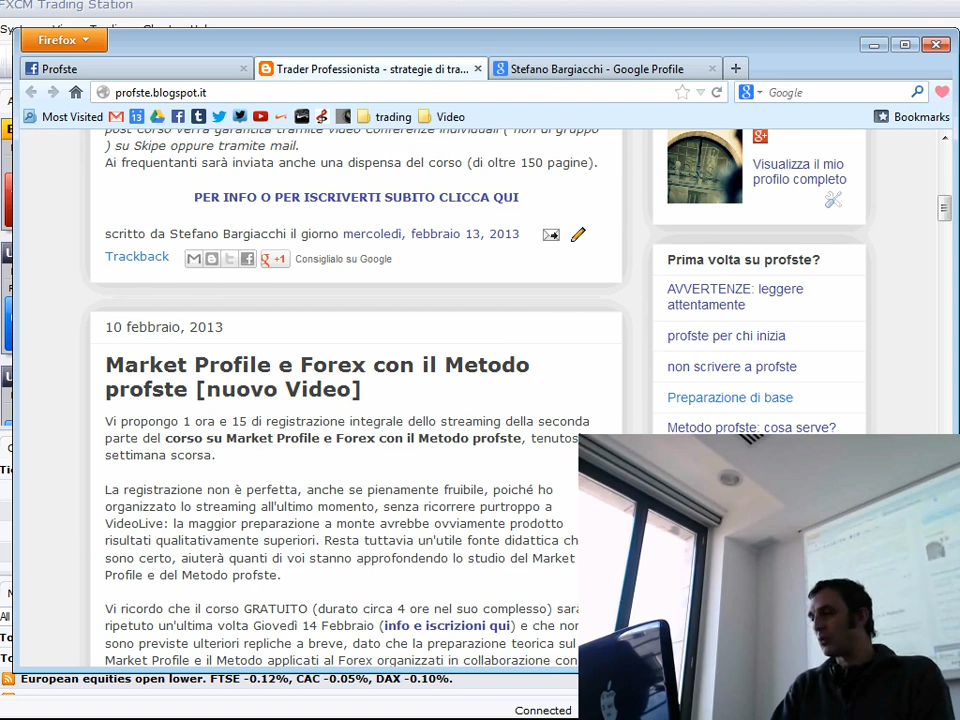 FXCM Trading Station
Firefox
Profste
Trader Professionista - strategie di tra...
Stefano Bargiacchi - Google Profile
profste.blogspot.it
Google
Most Visited
13
trading
Video
Bookmarks
post Corso verrà garantita tramite video conferenze individuali ( non di gruppo
) su Skipe oppure tramite mail.
Ai frequentanti sarà inviata anche una dispensa del corso (di oltre 150 pagine).
PER INFO O PER ISCRIVERTI SUBITO CLICCA QUI
scritto da Stefano Bargiacchi il giorno mercoledì, febbraio 13, 2013
Trackback
+1 Consiglialo su Google
10 febbraio, 2013
Market Profile e Forex con il Metodo
profste [nuovo Video]
Vi propongo 1 ora e 15 di registrazione integrale dello streaming della seconda
parte del corso su Market Profile e Forex con il Metodo profste, tenutos
settimana scorsa.
La registrazione non è perfetta, anche se pienamente fruibile, poiché ho
organizzato lo streaming all'ultimo momento, senza ricorrere purtroppo a
VideoLive: la maggior preparazione a monte avrebbe ovviamente prodotto
risultati qualitativamente superiori. Resta tuttavia un'utile fonte didattica ch
sono certo, aiuterà quanti di voi stanno approfondendo lo studio del Market
Profile e del Metodo profste.
Vi ricordo che il corso GRATUITO (durato circa 4 ore nel suo complesso) sarà
ripetuto un'ultima volta Giovedì 14 Febbraio (info e iscrizioni qui) e che non
sono previste ulteriori repliche a breve, dato che la preparazione teorica sul
Market Profile e il Metodo applicati al Forex organizzati in collaborazione con
Visualizza il mio
profilo completo
Prima volta su profste?
AVVERTENZE: leggere
attentamente
profste per chi inizia
non scrivere a profste
Preparazione di base
Metodo profste: cosa serve?
European equities open lower. FTSE -0.12%, CAC -0.05%, DAX -0.10%.
Connected